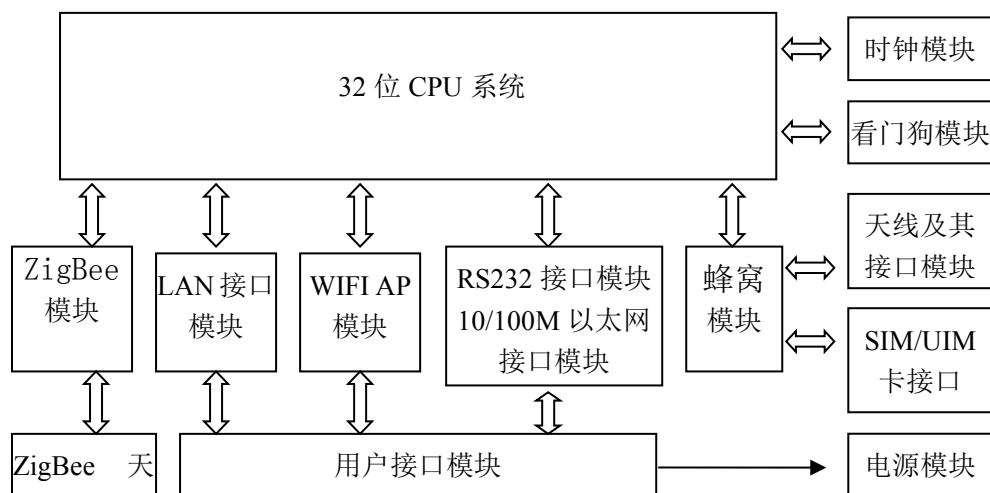 32 位 CPU 系统
时钟模块
看门狗模块
天线及其
接口模块
ZigBee
模块
LAN 接口
模块
WIFI AP
模块
RS232 接口模块
10/100M 以太网
接口模块
蜂窝
模块
SIM/UIM
卡接口
ZigBee 天
用户接口模块
电源模块